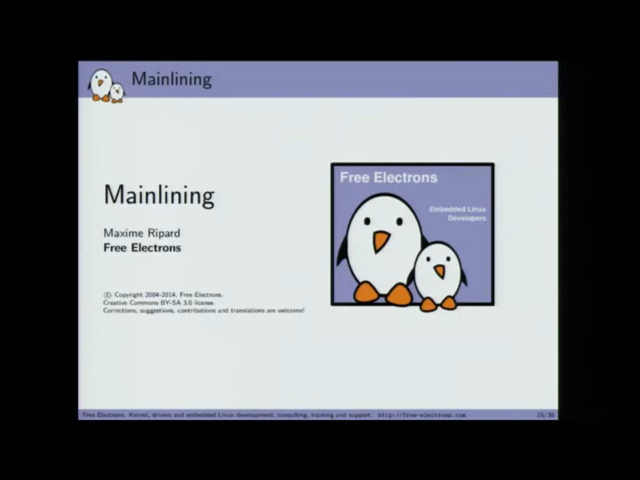 Mainlining
Mainlining
Maxime Ripard
Free Electrons
© Copyright 2004-2014, Free Electrons.
Creative Commons BY-SA 3.0 license.
Corrections, suggestions, contributions and translations are welcome!
Free Electrons
Embedded Linux
Developers
Free Electrons. Kernel, drivers and embedded Linux development, consulting, training and support. http://free-electrons.com